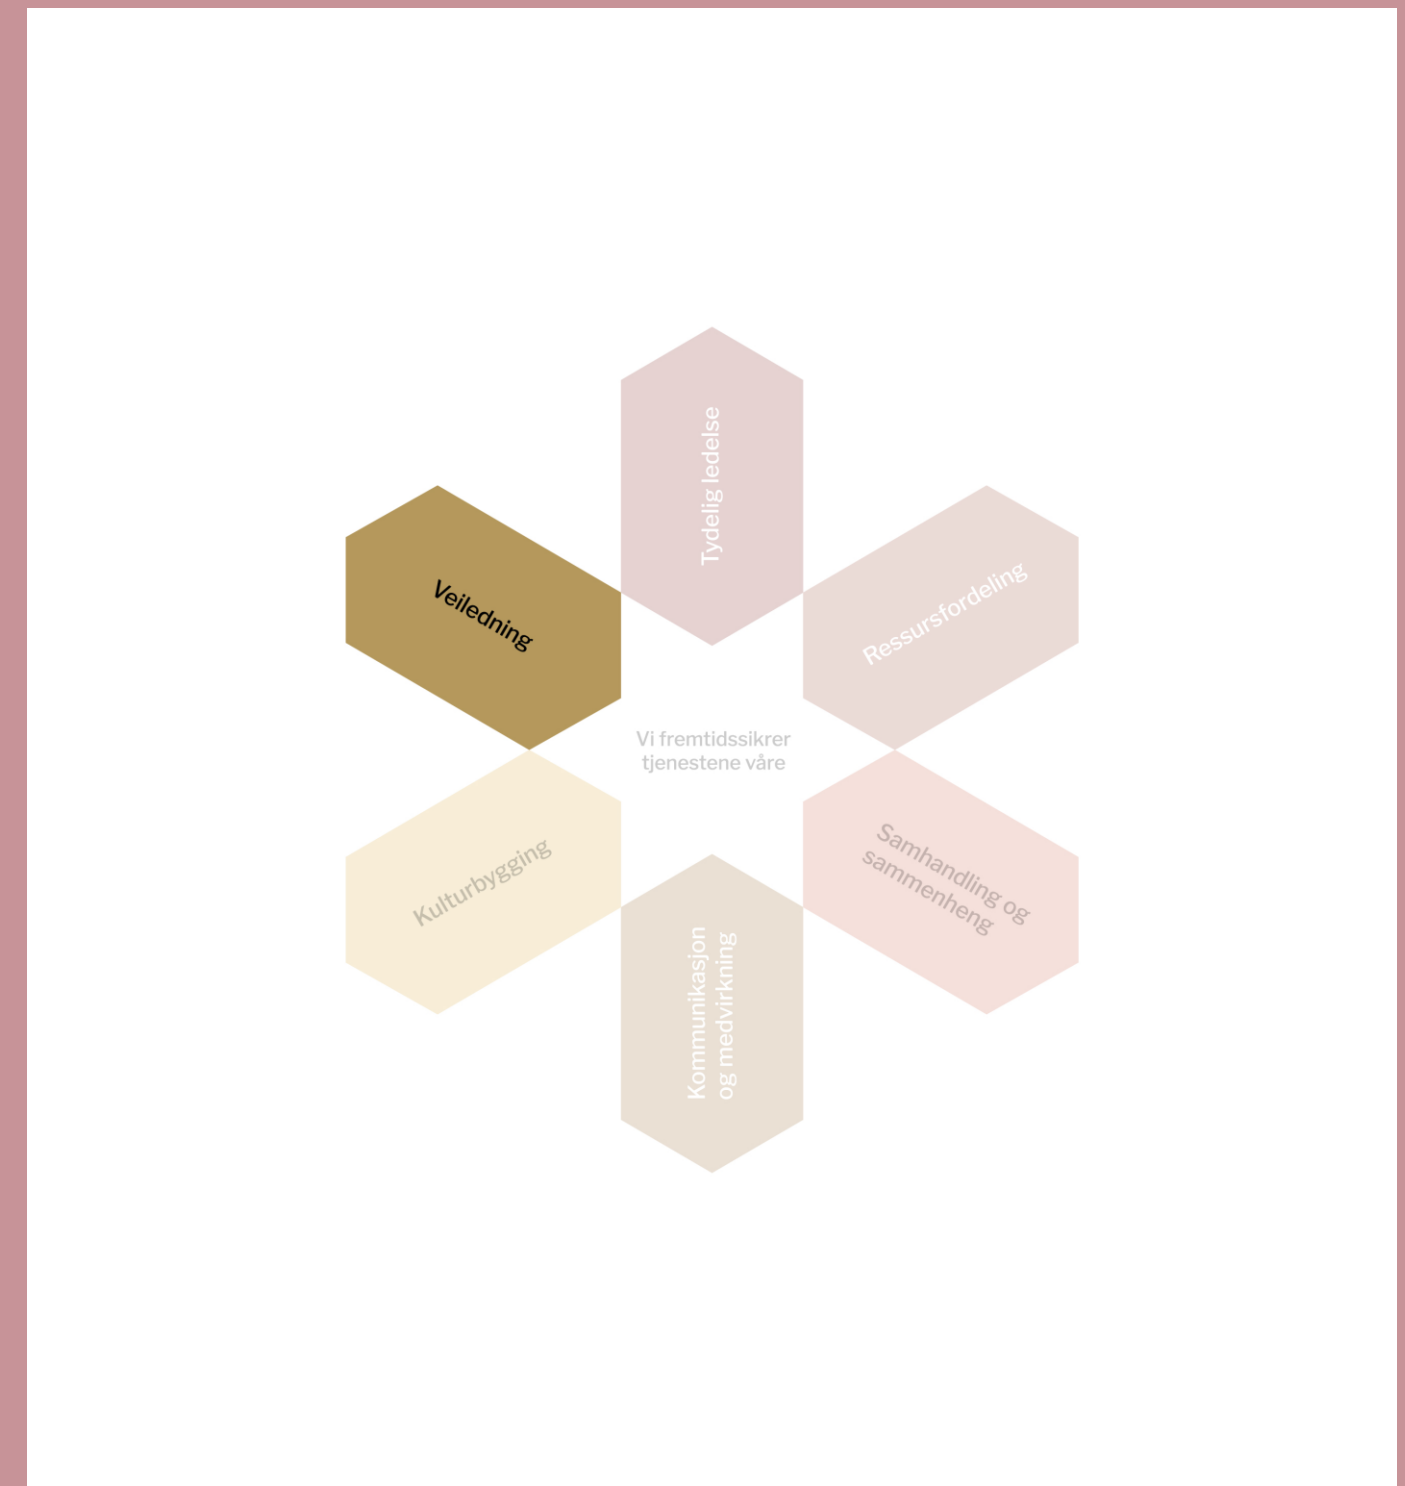 Tydelig ledelse
Ressursfordeling
Samhandling og
sammenheng
Kommunikasjon
og medvirkning
Kulturbygging
Veiledning
Vi fremtidssikrer
tjenestene våre